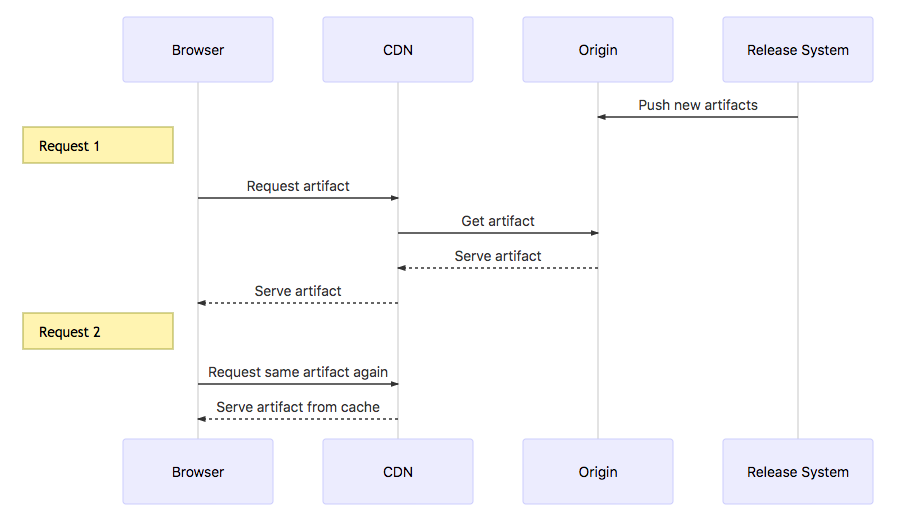 Browser
CDN
Origin
Release System
Push new artifacts
Request 1
Request artifact
Get artifact
Serve artifact
Serve artifact
Request 2
Request same artifact again
Serve artifact from cache
Browser
CDN
Origin
Release System